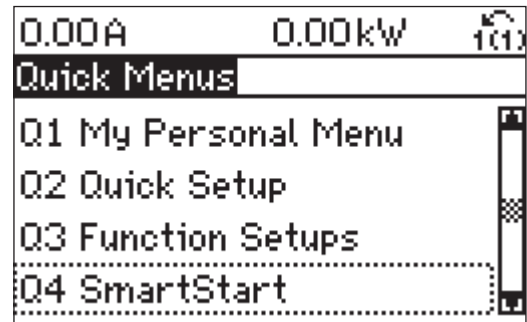 0.00A 0.00kW 1(1)
Quick Menus
Q1 My Personal Menu
Q2 Quick Setup
Q3 Function Setups
Q4 SmartStart